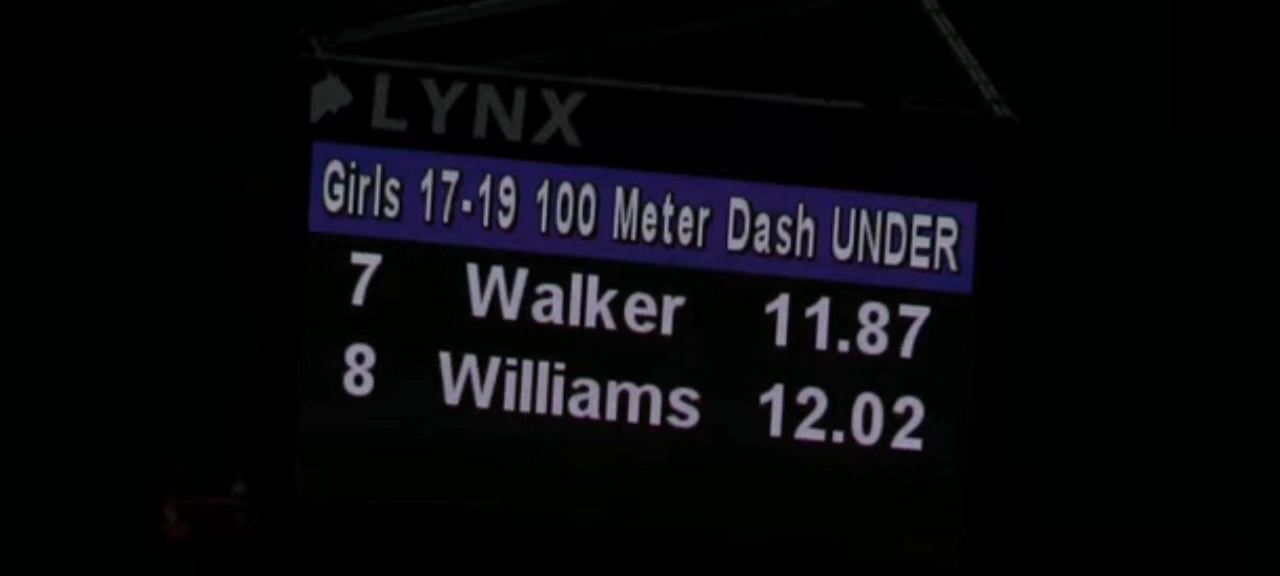 LYNX
Girls 17-19 100 Meter Dash UNDER
7 Walker 11.87
8 Williams 12.02